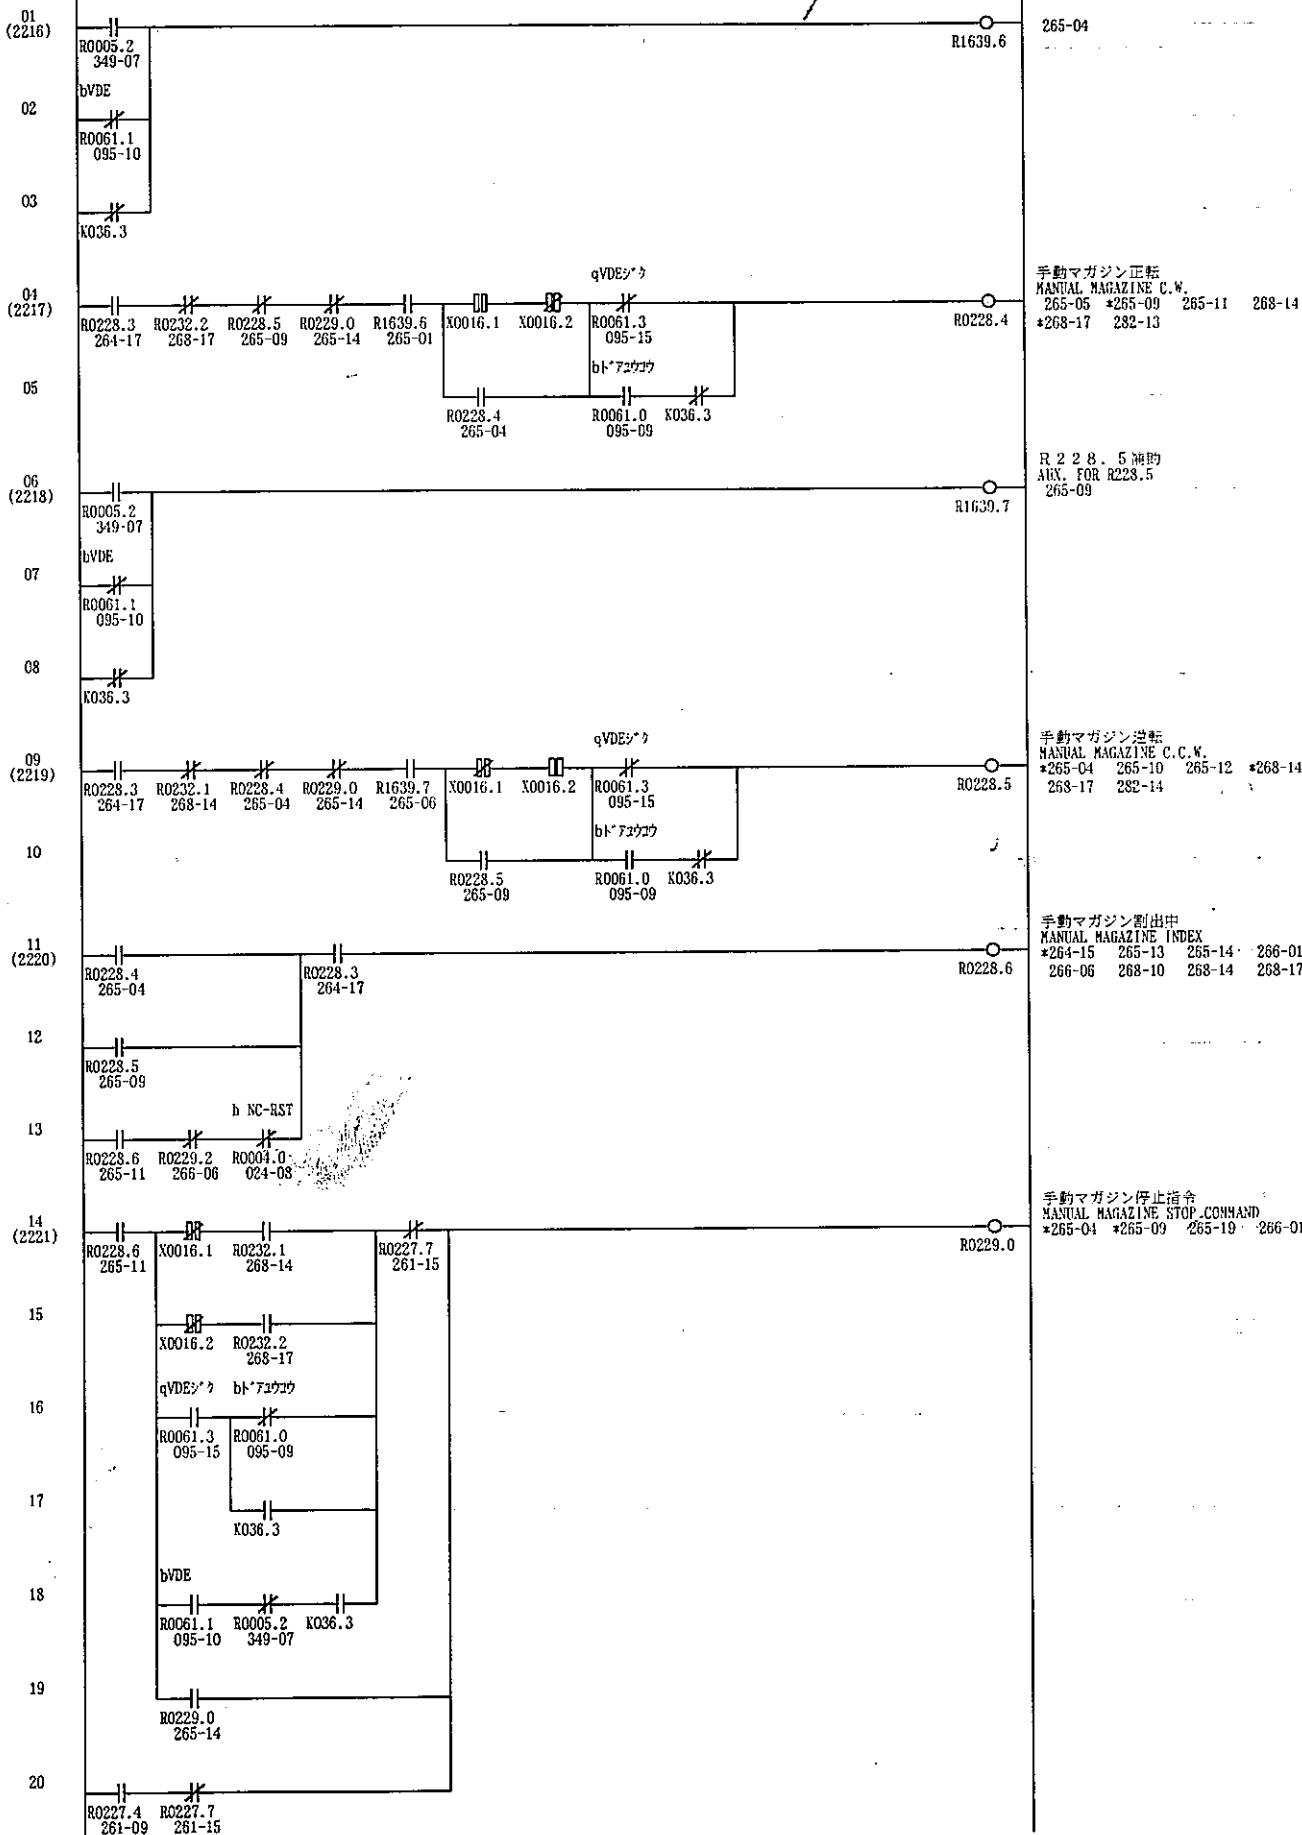 01
(2216)
R0005.2
349-07
R1639.6
265-04
02
bVDE
R0061.1
095-10
03
K036.3
04
(2217)
qVDEジク
R0228.3
264-17
R0232.2
268-17
R0228.5
265-09
R0229.0
265-14
R1639.6
265-01
X0016.1
X0016.2
R0061.3
095-15
R0228.4
手動マガジン正転
MANUAL MAGAZINE C.W.
265-05 *265-09 265-11 268-14
*268-17 282-13
05
bドアユウコウ
R0228.4
265-04
R0061.0
095-09
K036.3
06
(2218)
R0005.2
349-07
R1639.7
R228.5補助
AUX. FOR R228.5
265-09
07
bVDE
R0061.1
095-10
08
K036.3
09
(2219)
qVDEジク
R0228.3
264-17
R0232.1
268-14
R0228.4
265-04
R0229.0
265-14
R1639.7
265-06
X0016.1
X0016.2
R0061.3
095-15
R0228.5
手動マガジン逆転
MANUAL MAGAZINE C.C.W.
*265-04 265-10 265-12 *268-14
268-17 282-14
10
bドアユウコウ
R0228.5
265-09
R0061.0
095-09
K036.3
11
(2220)
R0228.4
265-04
R0228.3
264-17
R0228.6
手動マガジン割出中
MANUAL MAGAZINE INDEX
*264-15 265-13 265-14 266-01
266-06 268-10 268-14 268-17
12
R0228.5
265-09
13
b NC-RST
R0228.6
265-11
R0229.2
266-06
R0004.0
024-08
14
(2221)
R0228.6
265-11
X0016.1
R0232.1
268-14
R0227.7
261-15
R0229.0
手動マガジン停止指令
MANUAL MAGAZINE STOP COMMAND
*265-04 *265-09 265-19 266-01
15
X0016.2
R0232.2
268-17
16
qVDEジク
bドアユウコウ
R0061.3
095-15
R0061.0
095-09
17
K036.3
18
bVDE
R0061.1
095-10
R0005.2
349-07
K036.3
19
R0229.0
265-14
20
R0227.4
261-09
R0227.7
261-15